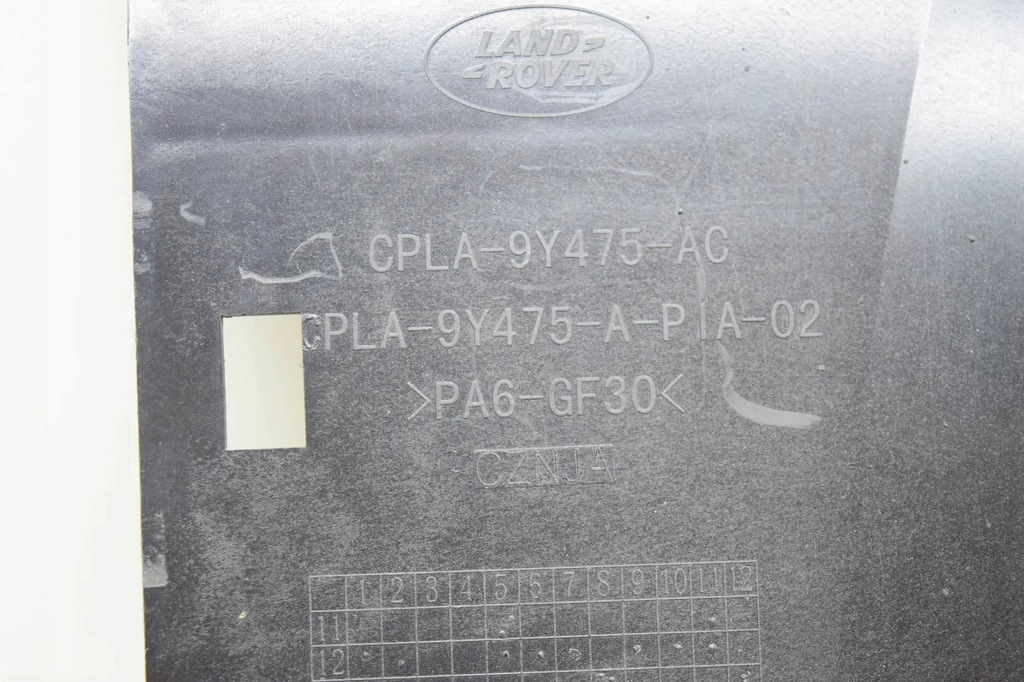 LAND
ROVER
CPLA-9Y475-AC
CPLA-9Y475-A-PIA-02
>PA6-GF30<
CZNJA
1 2 3 4 5 6 7 8 9 10 11 12
11
12